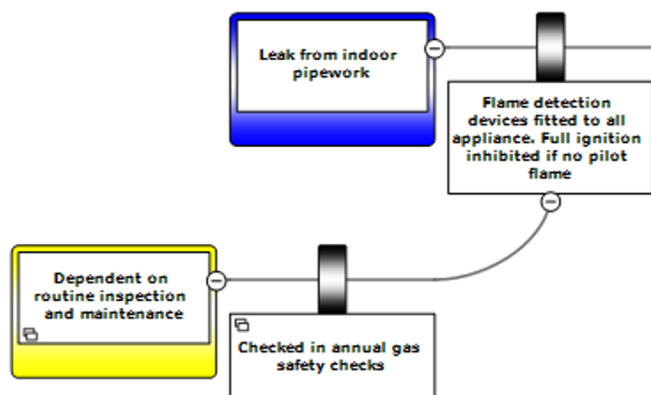 Leak from indoor
pipework
Flame detection
devices fitted to all
appliance. Full ignition
inhibited if no pilot
flame
Dependent on
routine inspection
and maintenance
Checked in annual gas
safety checks